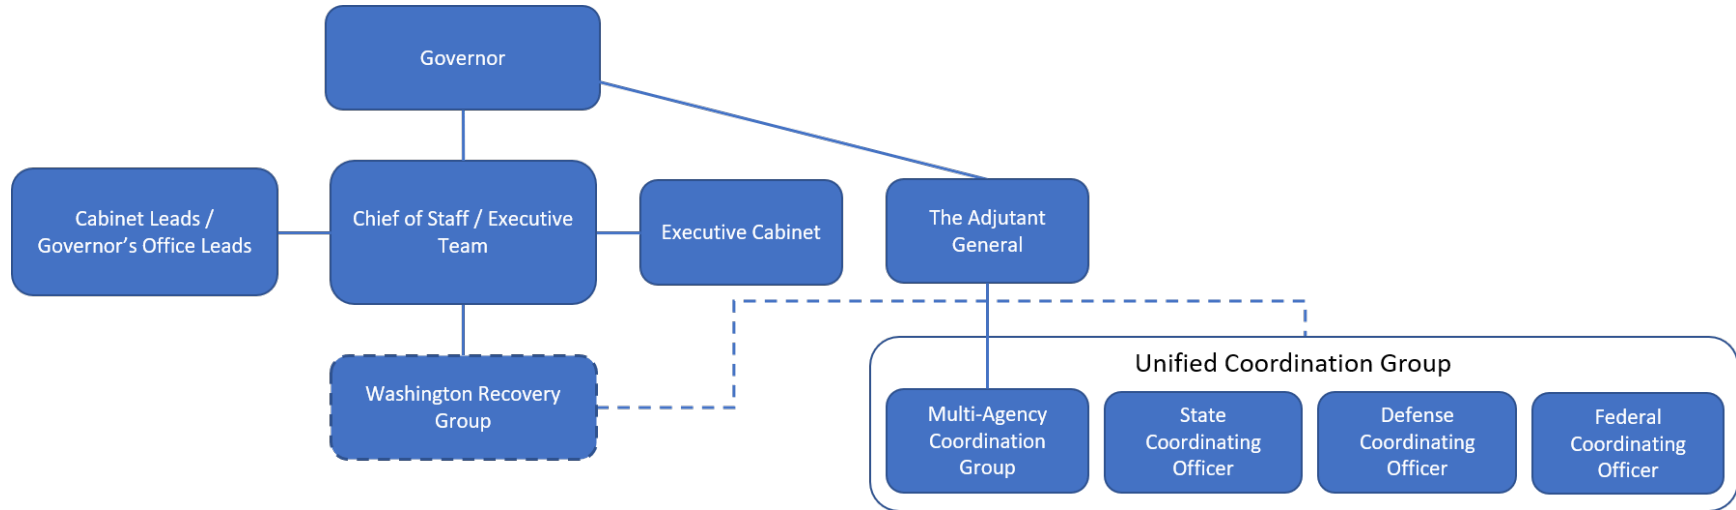 Governor
Cabinet Leads /
Governor’s Office Leads
Chief of Staff / Executive
Team
Executive Cabinet
The Adjutant
General
Washington Recovery
Group
Unified Coordination Group
Multi-Agency
Coordination
Group
State
Coordinating
Officer
Defense
Coordinating
Officer
Federal
Coordinating
Officer